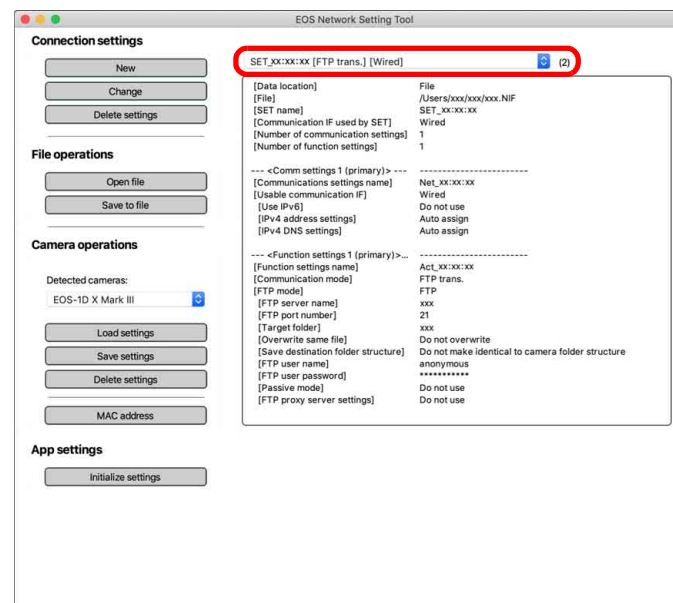 EOS Network Setting Tool
Connection settings
New
Change
Delete settings
File operations
Open file
Save to file
Camera operations
Detected cameras:
EOS-1D X Mark III
Load settings
Save settings
Delete settings
MAC address
App settings
Initialize settings
SET_xx:xx:xx [FTP trans.] [Wired] (2)
[Data location] File
[File] /Users/xxx/xxx/xxx.NIF
[SET name] SET_xx:xx:xx
[Communication IF used by SET] Wired
[Number of communication settings] 1
[Number of function settings] 1
--- <Comm settings 1 (primary)> --- ------------------------
[Communications settings name] Net_xx:xx:xx
[Usable communication IF] Wired
[Use IPv6] Do not use
[IPv4 address settings] Auto assign
[IPv4 DNS settings] Auto assign
--- <Function settings 1 (primary)>... ------------------------
[Function settings name] Act_xx:xx:xx
[Communication mode] FTP trans.
[FTP mode] FTP
[FTP server name] xxx
[FTP port number] 21
[Target folder] xxx
[Overwrite same file] Do not overwrite
[Save destination folder structure] Do not make identical to camera folder structure
[FTP user name] anonymous
[FTP user password] ***********
[Passive mode] Do not use
[FTP proxy server settings] Do not use